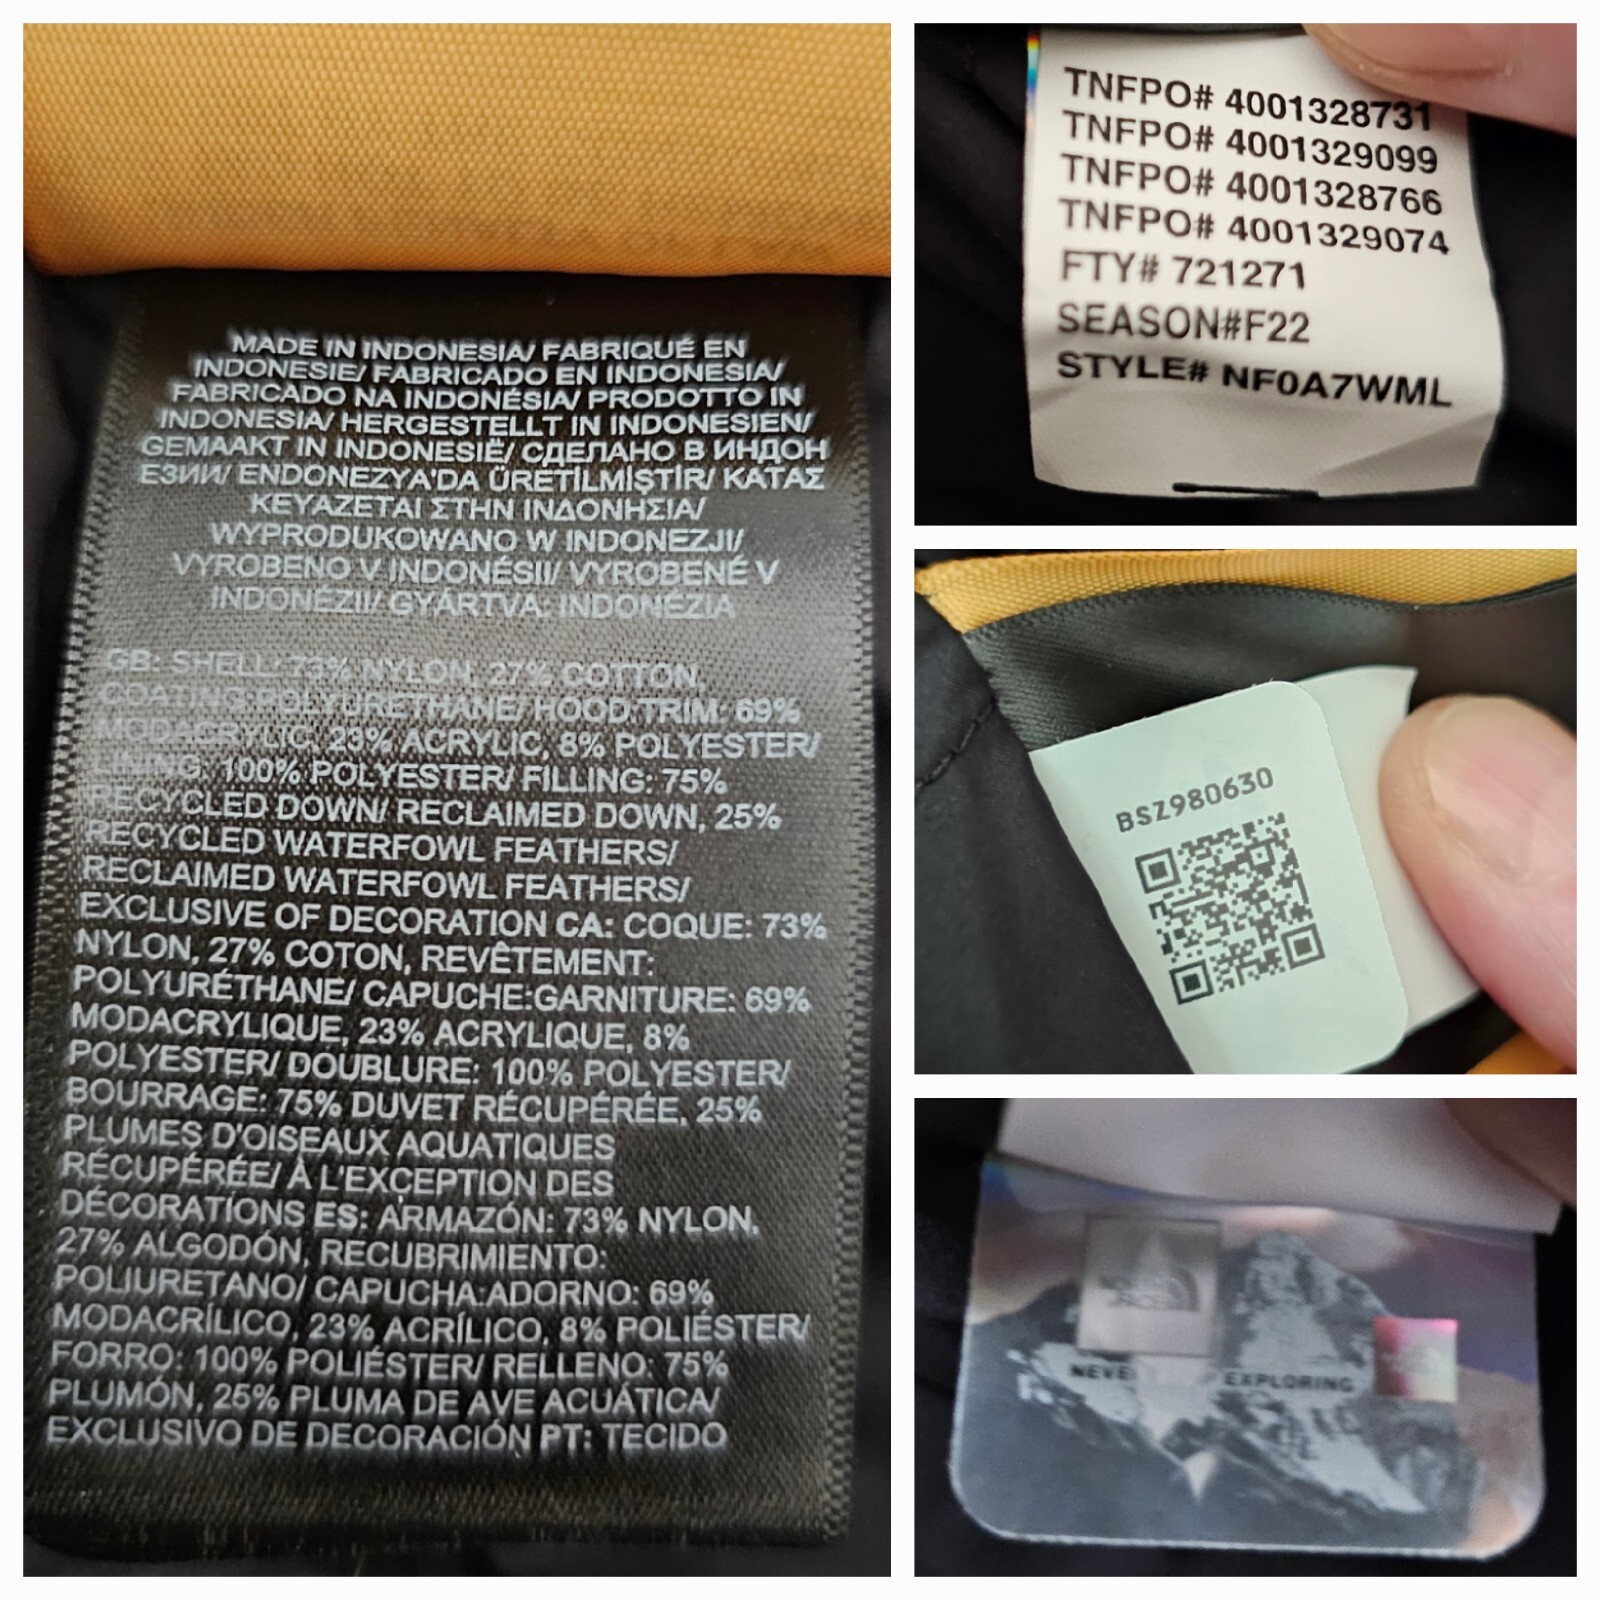 MADE IN INDONESIA/ FABRIQUÉ EN
INDONESIE/ FABRICADO EN INDONESIA/
FABRICADO NA INDONÉSIA/ PRODOTTO IN
INDONESIA/ HERGESTELLT IN INDONESIEN/
GEMAAKT IN INDONESIË/ СДЕЛАНО В ИНДОН
ЕЗИИ/ ENDONEZYA'DA ÜRETİLMİŞTİR/ ΚΑΤΑΣ
ΚΕΥΑΖΕΤΑΙ ΣΤΗΝ ΙΝΔΟΝΗΣΙΑ/
WYPRODUKOWANO W INDONEZJI/
VYROBENO V INDONÉSII/ VYROBENÉ V
INDONÉZII/ GYÁRTVA: INDONÉZIA
GB: SHELL: 73% NYLON, 27% COTTON,
COATING:POLYURETHANE/ HOOD:TRIM: 69%
MODACRYLIC, 23% ACRYLIC, 8% POLYESTER/
LINING: 100% POLYESTER/ FILLING: 75%
RECYCLED DOWN/ RECLAIMED DOWN, 25%
RECYCLED WATERFOWL FEATHERS/
RECLAIMED WATERFOWL FEATHERS/
EXCLUSIVE OF DECORATION CA: COQUE: 73%
NYLON, 27% COTON, REVÊTEMENT:
POLYURÉTHANE/ CAPUCHE:GARNITURE: 69%
MODACRYLIQUE, 23% ACRYLIQUE, 8%
POLYESTER/ DOUBLURE: 100% POLYESTER/
BOURRAGE: 75% DUVET RÉCUPÉRÉE, 25%
PLUMES D'OISEAUX AQUATIQUES
RÉCUPÉRÉE/ À L'EXCEPTION DES
DÉCORATIONS ES: ARMAZÓN: 73% NYLON,
27% ALGODÓN, RECUBRIMIENTO:
POLIURETANO/ CAPUCHA:ADORNO: 69%
MODACRÍLICO, 23% ACRÍLICO, 8% POLIÉSTER/
FORRO: 100% POLIÉSTER/ RELLENO: 75%
PLUMÓN, 25% PLUMA DE AVE ACUÁTICA/
EXCLUSIVO DE DECORACIÓN PT: TECIDO
TNFPO# 4001328731
TNFPO# 4001329099
TNFPO# 4001328766
TNFPO# 4001329074
FTY# 721271
SEASON#F22
STYLE# NF0A7WML
BSZ980630
EXPLORING